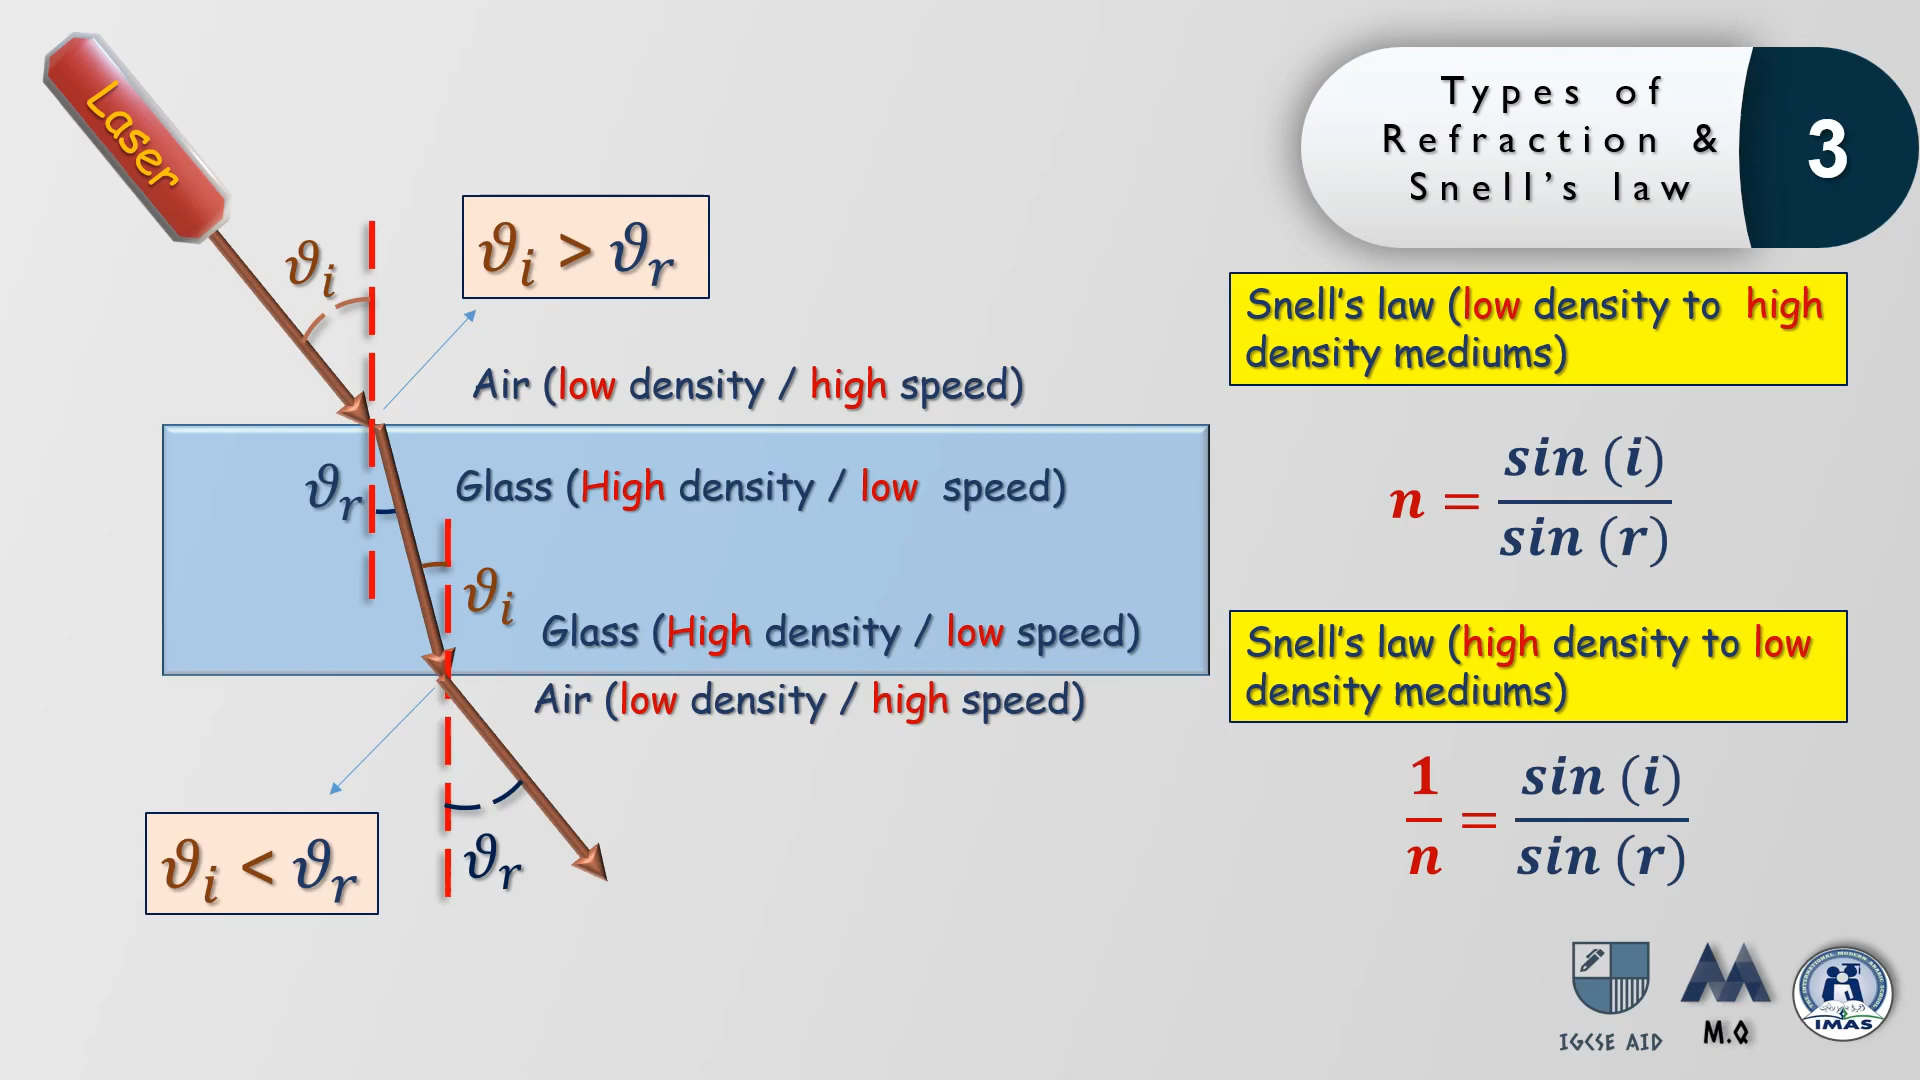 Laser
Types of
Refraction &
Snell's law
3
ϑi
ϑi > ϑr
Snell's law (low density to high
density mediums)
Air (low density / high speed)
n = sin (i) / sin (r)
ϑr
Glass (High density / low speed)
ϑi
Glass (High density / low speed)
Snell's law (high density to low
density mediums)
Air (low density / high speed)
1/n = sin (i) / sin (r)
ϑi < ϑr
ϑr
IGCSE AID
M.Q
IMAS